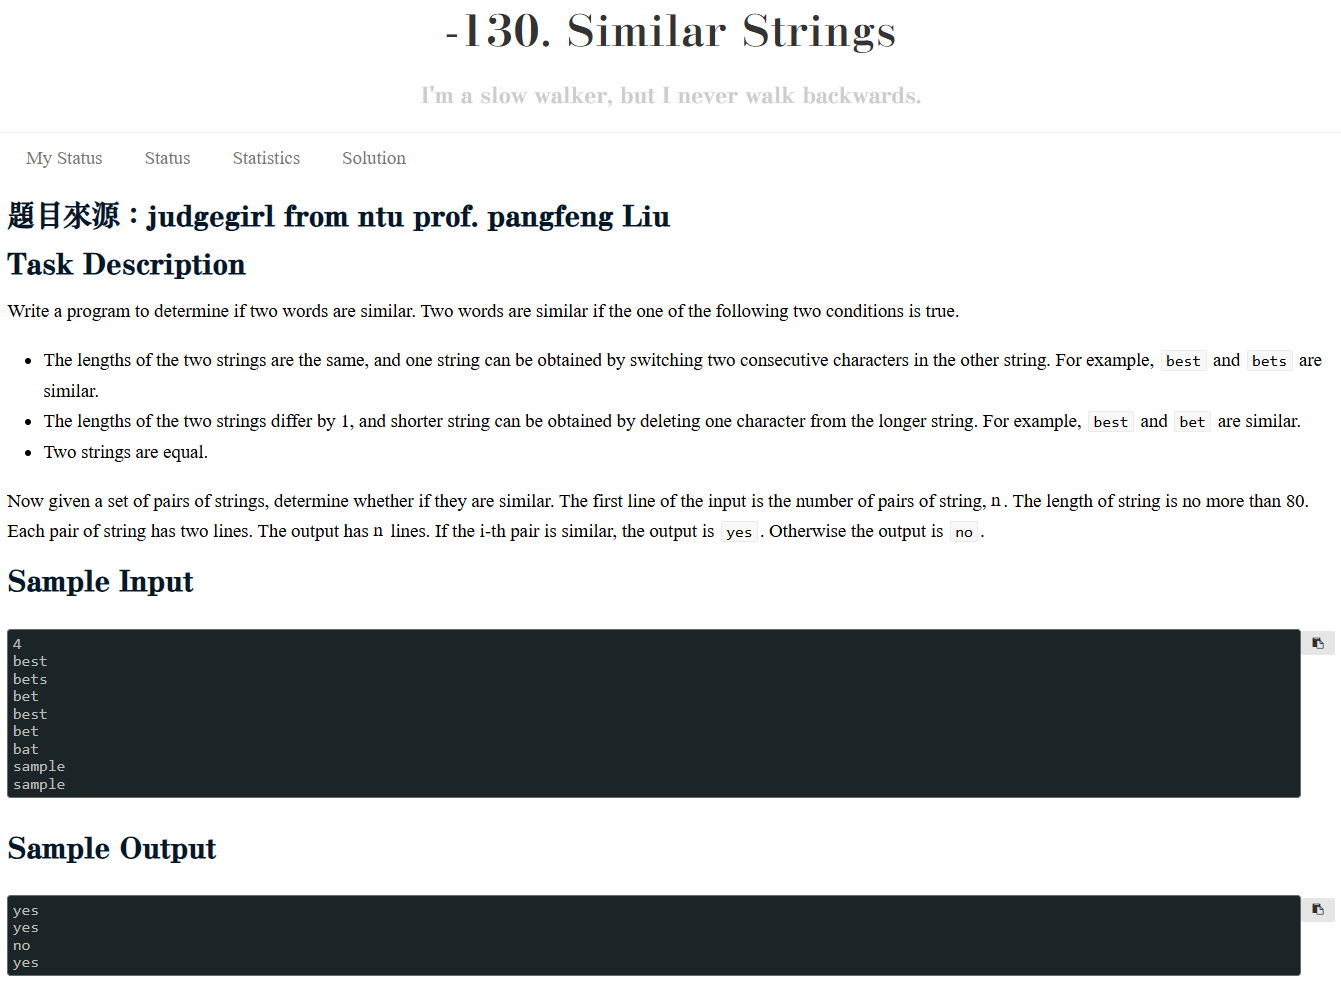 -130. Similar Strings
I'm a slow walker, but I never walk backwards.
My Status Status Statistics Solution
題目來源：judgegirl from ntu prof. pangfeng Liu
Task Description
Write a program to determine if two words are similar. Two words are similar if the one of the following two conditions is true.
• The lengths of the two strings are the same, and one string can be obtained by switching two consecutive characters in the other string. For example, best and bets are
similar.
• The lengths of the two strings differ by 1, and shorter string can be obtained by deleting one character from the longer string. For example, best and bet are similar.
• Two strings are equal.
Now given a set of pairs of strings, determine whether if they are similar. The first line of the input is the number of pairs of string, n. The length of string is no more than 80.
Each pair of string has two lines. The output has n lines. If the i-th pair is similar, the output is yes. Otherwise the output is no.
Sample Input
4
best
bets
bet
best
bet
bat
sample
sample
Sample Output
yes
yes
no
yes